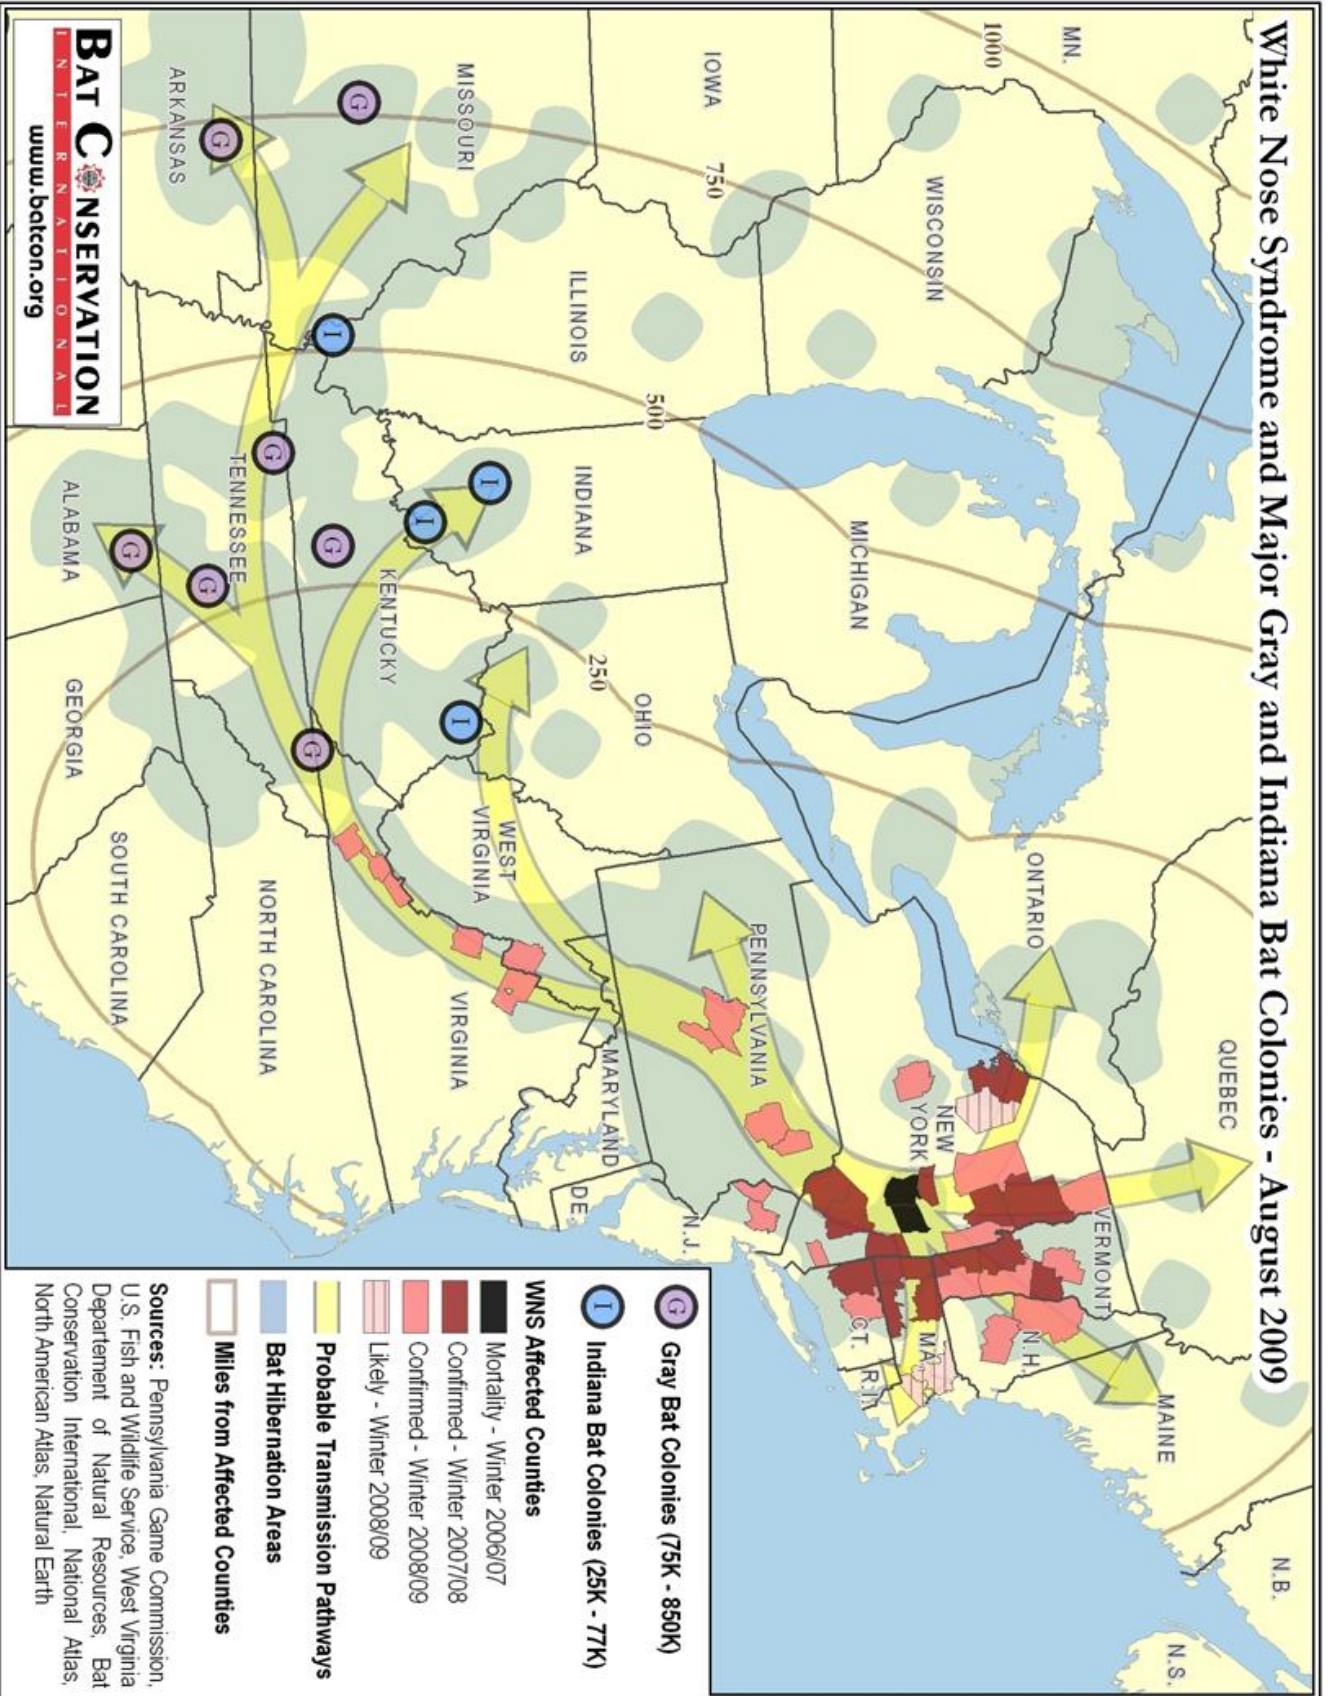 White Nose Syndrome and Major Gray and Indiana Bat Colonies - August 2009
MN.
1000
QUEBEC
N.B.
N.S.
WISCONSIN
ONTARIO
MAINE
VERMONT
IOWA
750
MICHIGAN
NEW
YORK
N.H.
MA.
CT.
R.I.
500
PENNSYLVANIA
ILLINOIS
INDIANA
OHIO
250
N.J.
MARYLAND
DE.
MISSOURI
KENTUCKY
WEST
VIRGINIA
VIRGINIA
ARKANSAS
TENNESSEE
NORTH CAROLINA
ALABAMA
GEORGIA
SOUTH CAROLINA
G
G
G
G
G
G
G
I
I
I
I
BAT CONSERVATION
INTERNATIONAL
www.batcon.org
G Gray Bat Colonies (75K - 850K)
I Indiana Bat Colonies (25K - 77K)
WNS Affected Counties
Mortality - Winter 2006/07
Confirmed - Winter 2007/08
Confirmed - Winter 2008/09
Likely - Winter 2008/09
Probable Transmission Pathways
Bat Hibernation Areas
Miles from Affected Counties
Sources: Pennsylvania Game Commission,
U.S. Fish and Wildlife Service, West Virginia
Departement of Natural Resources, Bat
Conservation International, National Atlas,
North American Atlas, Natural Earth